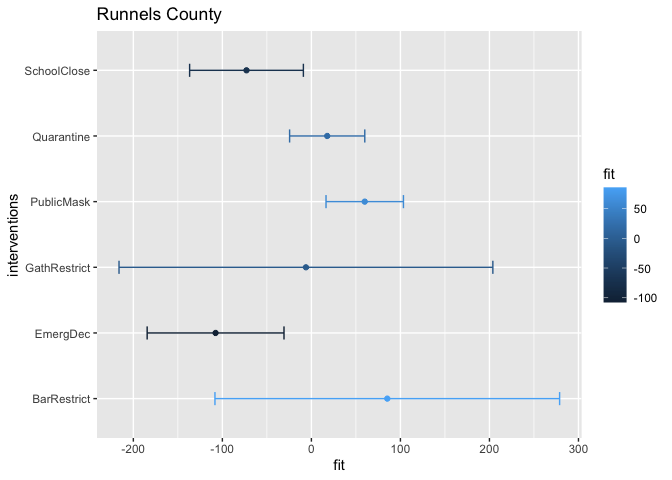 Runnels County
interventions
SchoolClose
Quarantine
PublicMask
GathRestrict
EmergDec
BarRestrict
-200 -100 0 100 200 300
fit
fit
50
0
-50
-100